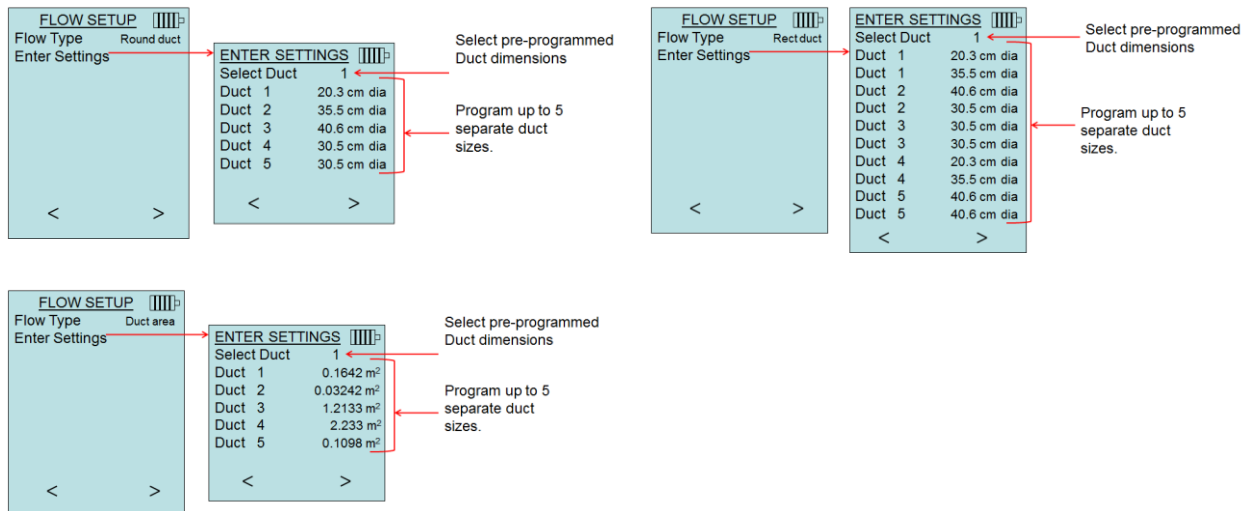 FLOW SETUP
Flow Type Round duct
Enter Settings
< >
ENTER SETTINGS
Select Duct 1
Duct 1 20.3 cm dia
Duct 2 35.5 cm dia
Duct 3 40.6 cm dia
Duct 4 30.5 cm dia
Duct 5 30.5 cm dia
< >
Select pre-programmed
Duct dimensions
Program up to 5
separate duct
sizes.
FLOW SETUP
Flow Type Rect duct
Enter Settings
< >
ENTER SETTINGS
Select Duct 1
Duct 1 20.3 cm dia
Duct 1 35.5 cm dia
Duct 2 40.6 cm dia
Duct 2 30.5 cm dia
Duct 3 30.5 cm dia
Duct 3 30.5 cm dia
Duct 4 20.3 cm dia
Duct 4 35.5 cm dia
Duct 5 40.6 cm dia
Duct 5 40.6 cm dia
< >
Select pre-programmed
Duct dimensions
Program up to 5
separate duct
sizes.
FLOW SETUP
Flow Type Duct area
Enter Settings
< >
ENTER SETTINGS
Select Duct 1
Duct 1 0.1642 m²
Duct 2 0.03242 m²
Duct 3 1.2133 m²
Duct 4 2.233 m²
Duct 5 0.1098 m²
< >
Select pre-programmed
Duct dimensions
Program up to 5
separate duct
sizes.